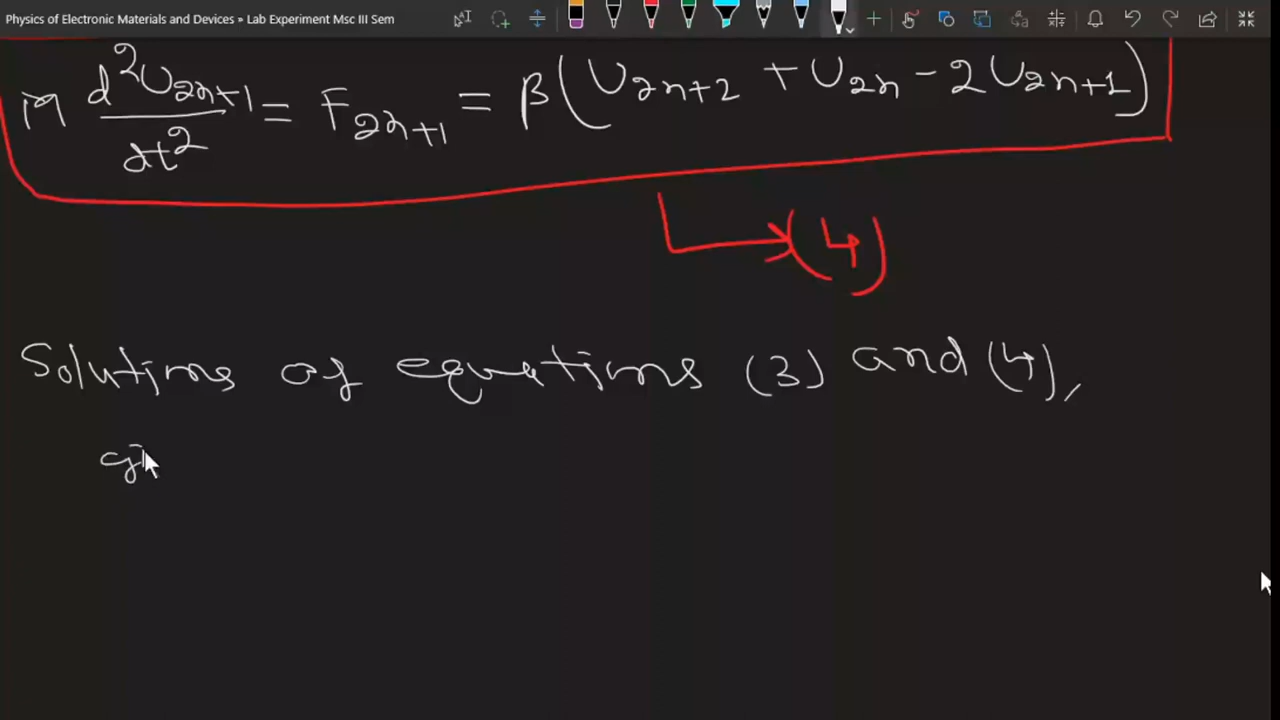 Physics of Electronic Materials and Devices » Lab Experiment Msc III Sem
m d²U₂ₙ₊₁/dt² = F₂ₙ₊₁ = β(U₂ₙ₊₂ + U₂ₙ - 2U₂ₙ₊₁)
(4)
Solutions of equations (3) and (4),